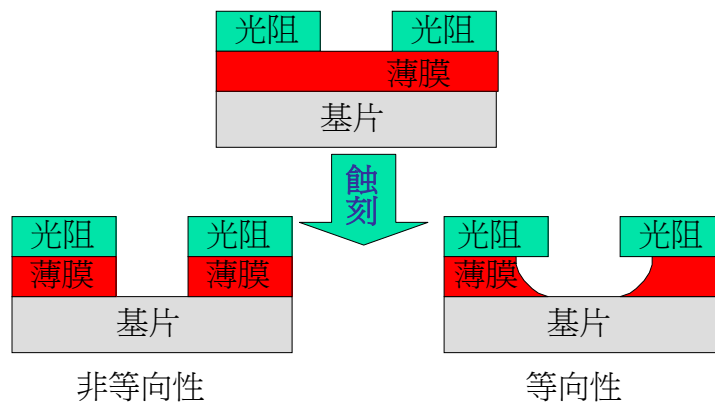 光阻 光阻
薄膜
基片
蝕刻
光阻 光阻 光阻 光阻
薄膜 薄膜 薄膜
基片 基片
非等向性 等向性